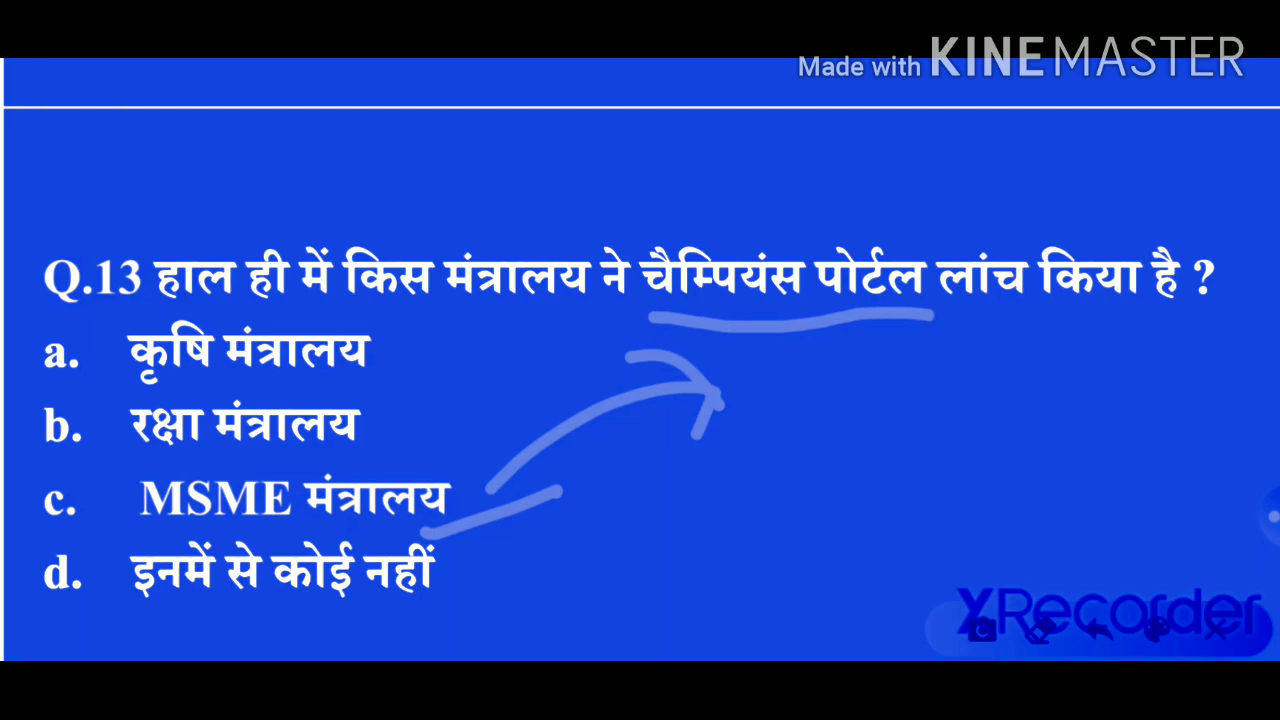 Made with KINEMASTER
Q.13 हाल ही में किस मंत्रालय ने चैम्पियंस पोर्टल लांच किया है ?
a. कृषि मंत्रालय
b. रक्षा मंत्रालय
c. MSME मंत्रालय
d. इनमें से कोई नहीं
XRecorder